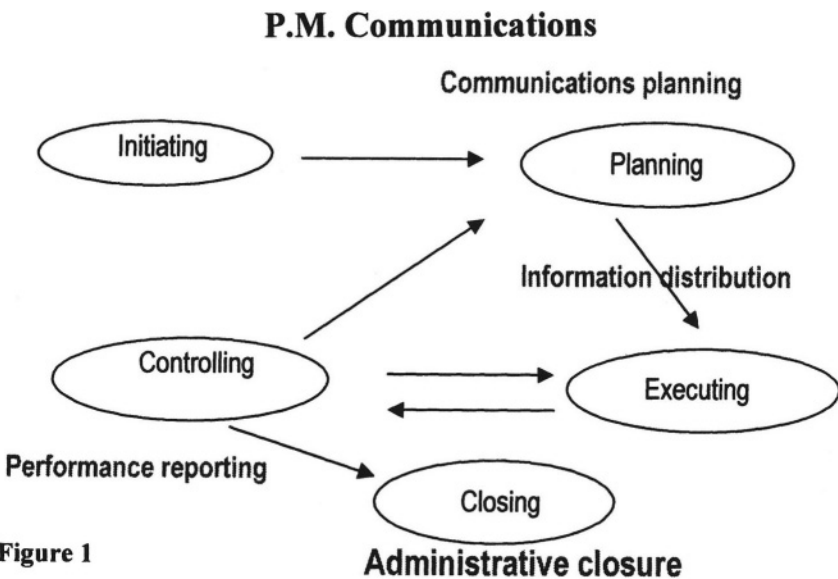 P.M. Communications
Communications planning
Initiating
Planning
Information distribution
Controlling
Executing
Performance reporting
Closing
Figure 1
Administrative closure